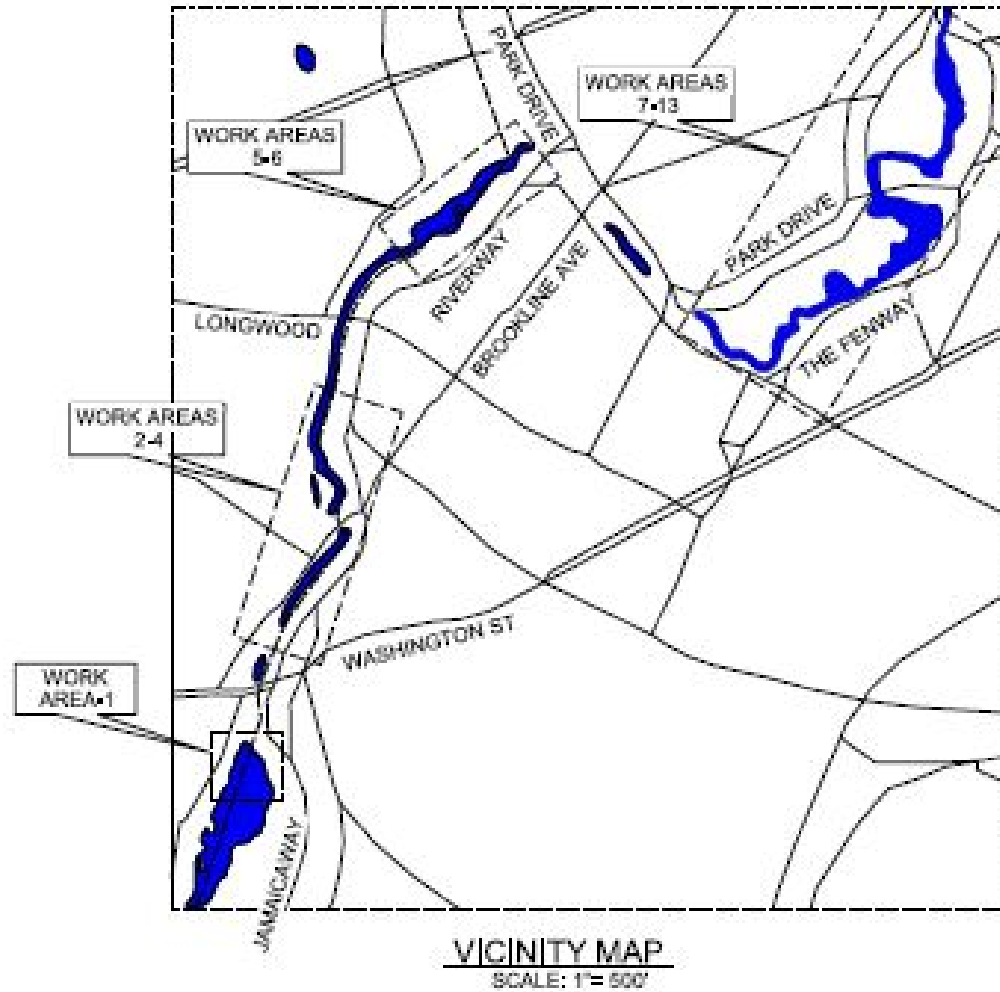 PARK DRIVE
WORK AREAS
7-13
WORK AREAS
5-6
PARK DRIVE
RIVERWAY
BROOKLINE AVE
LONGWOOD
THE FENWAY
WORK AREAS
2-4
WASHINGTON ST
WORK
AREA-1
JAMAICAWAY
VICINITY MAP
SCALE: 1"= 500'